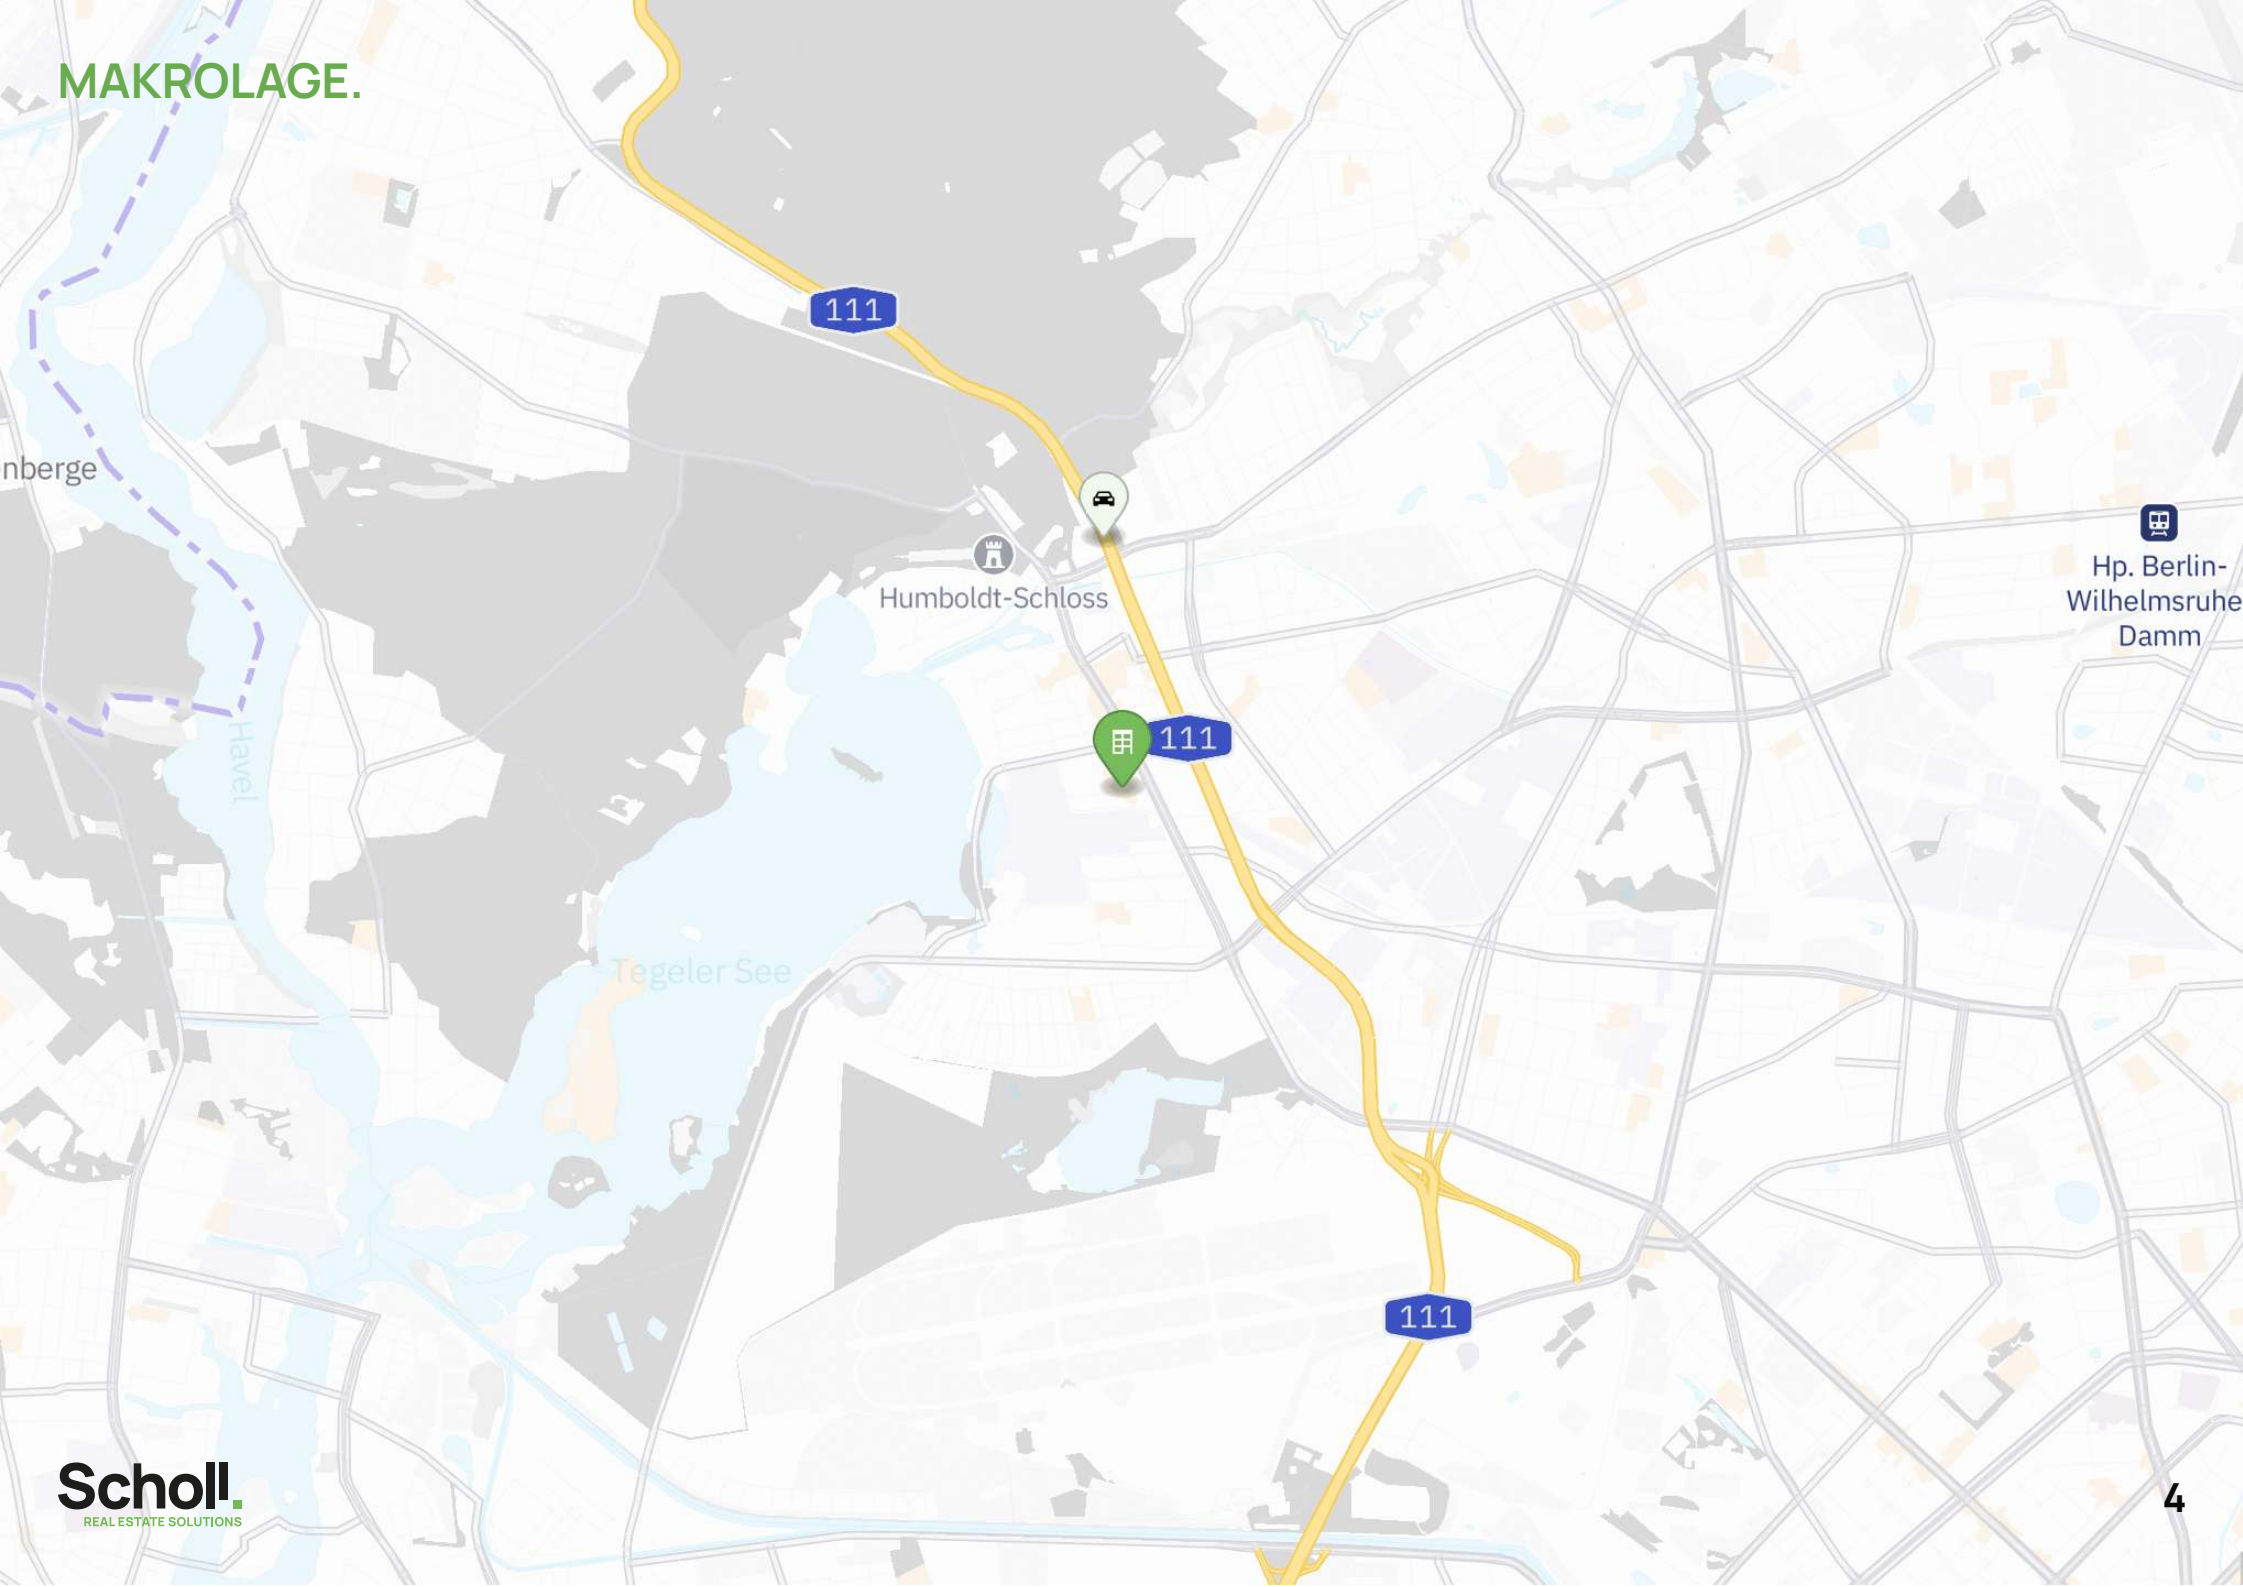 MAKROLAGE.
111
nberge
Hp. Berlin-
Wilhelmsruhe
Damm
Humboldt-Schloss
111
Havel
Tegeler See
111
Scholl.
REAL ESTATE SOLUTIONS
4